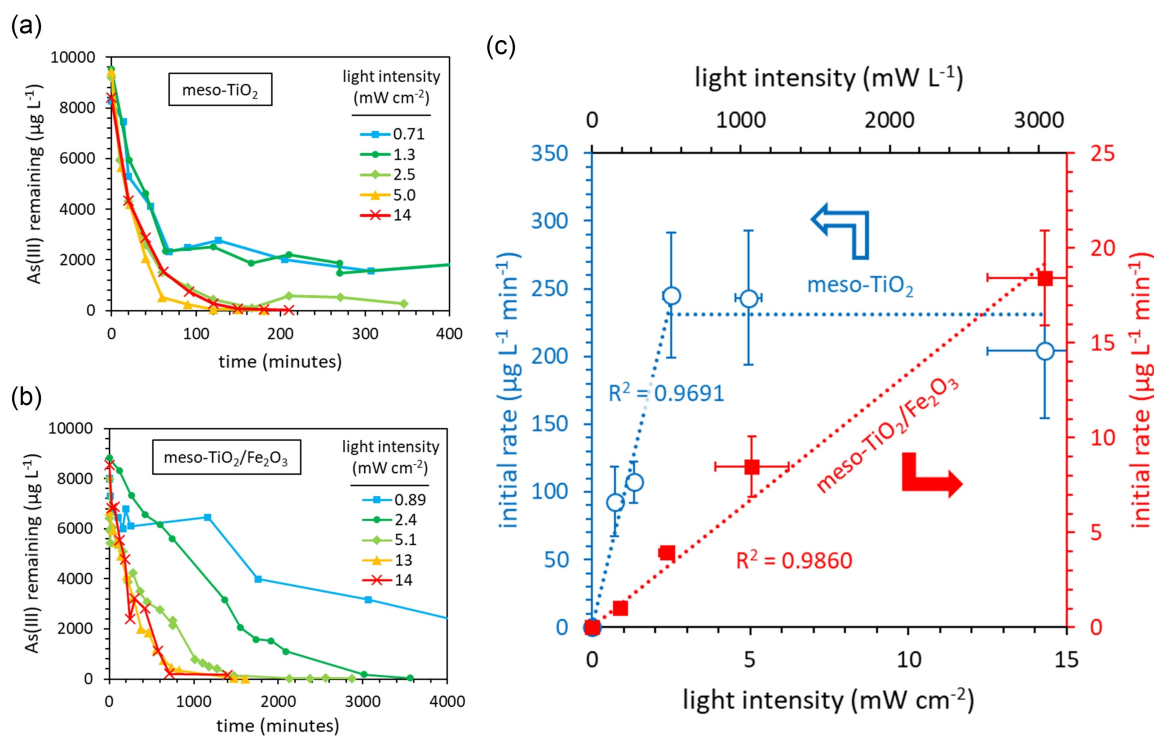 (a)
10000
8000
6000
4000
2000
0
As(III) remaining (µg L⁻¹)
meso-TiO₂
light intensity
(mW cm⁻²)
0.71
1.3
2.5
5.0
14
0 100 200 300 400
time (minutes)
(b)
10000
8000
6000
4000
2000
0
As(III) remaining (µg L⁻¹)
meso-TiO₂/Fe₂O₃
light intensity
(mW cm⁻²)
0.89
2.4
5.1
13
14
0 1000 2000 3000 4000
time (minutes)
(c)
light intensity (mW L⁻¹)
0 1000 2000 3000
350
300
250
200
150
100
50
0
initial rate (µg L⁻¹ min⁻¹)
meso-TiO₂
R² = 0.9691
meso-TiO₂/Fe₂O₃
R² = 0.9860
25
20
15
10
5
0
initial rate (µg L⁻¹ min⁻¹)
0 5 10 15
light intensity (mW cm⁻²)